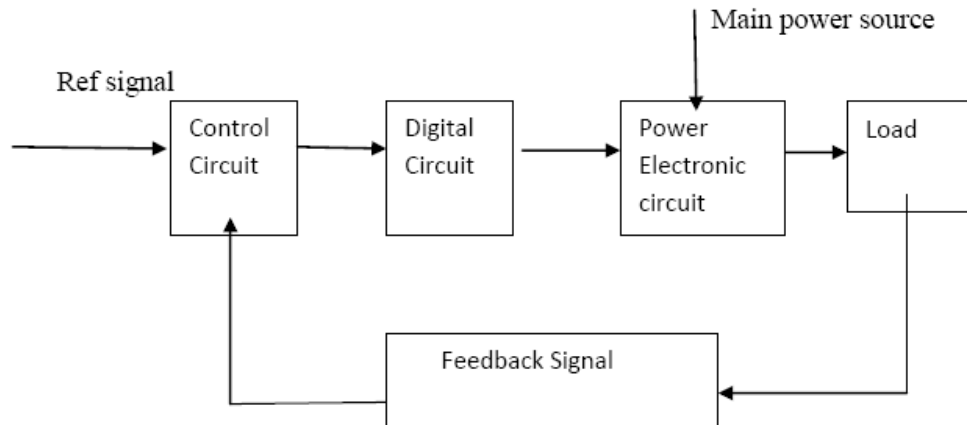 Main power source
Ref signal
Control
Circuit
Digital
Circuit
Power
Electronic
circuit
Load
Feedback Signal